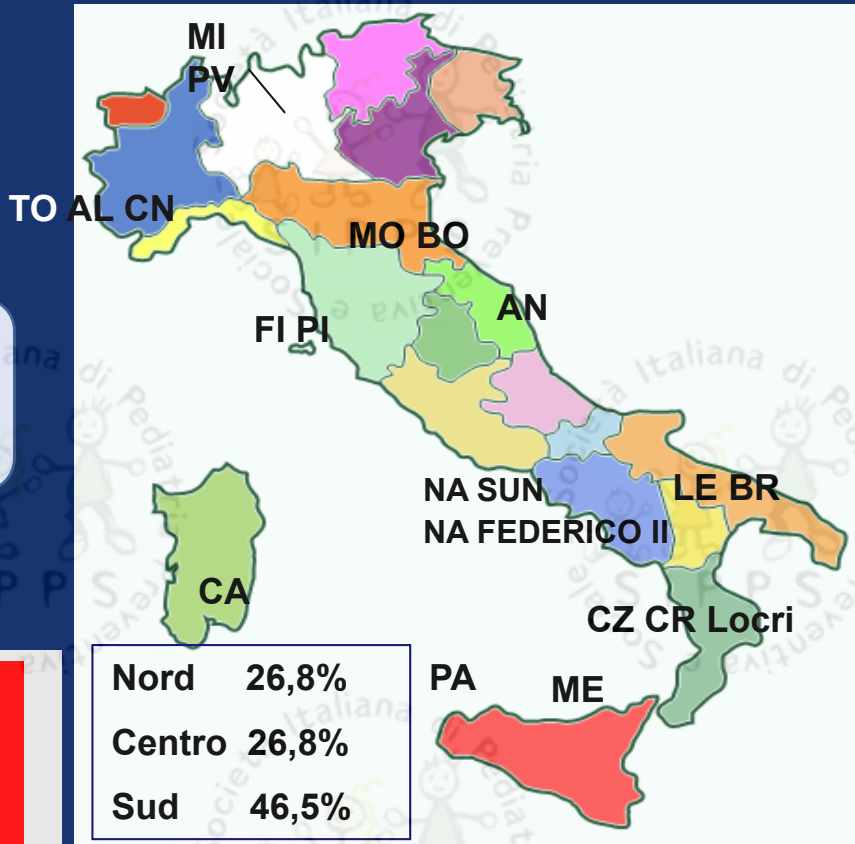 MI
PV
TO AL CN
MO BO
AN
FI PI
NA SUN
NA FEDERICO II
LE BR
CA
CZ CR Locri
PA
ME
Nord 26,8%
Centro 26,8%
Sud 46,5%